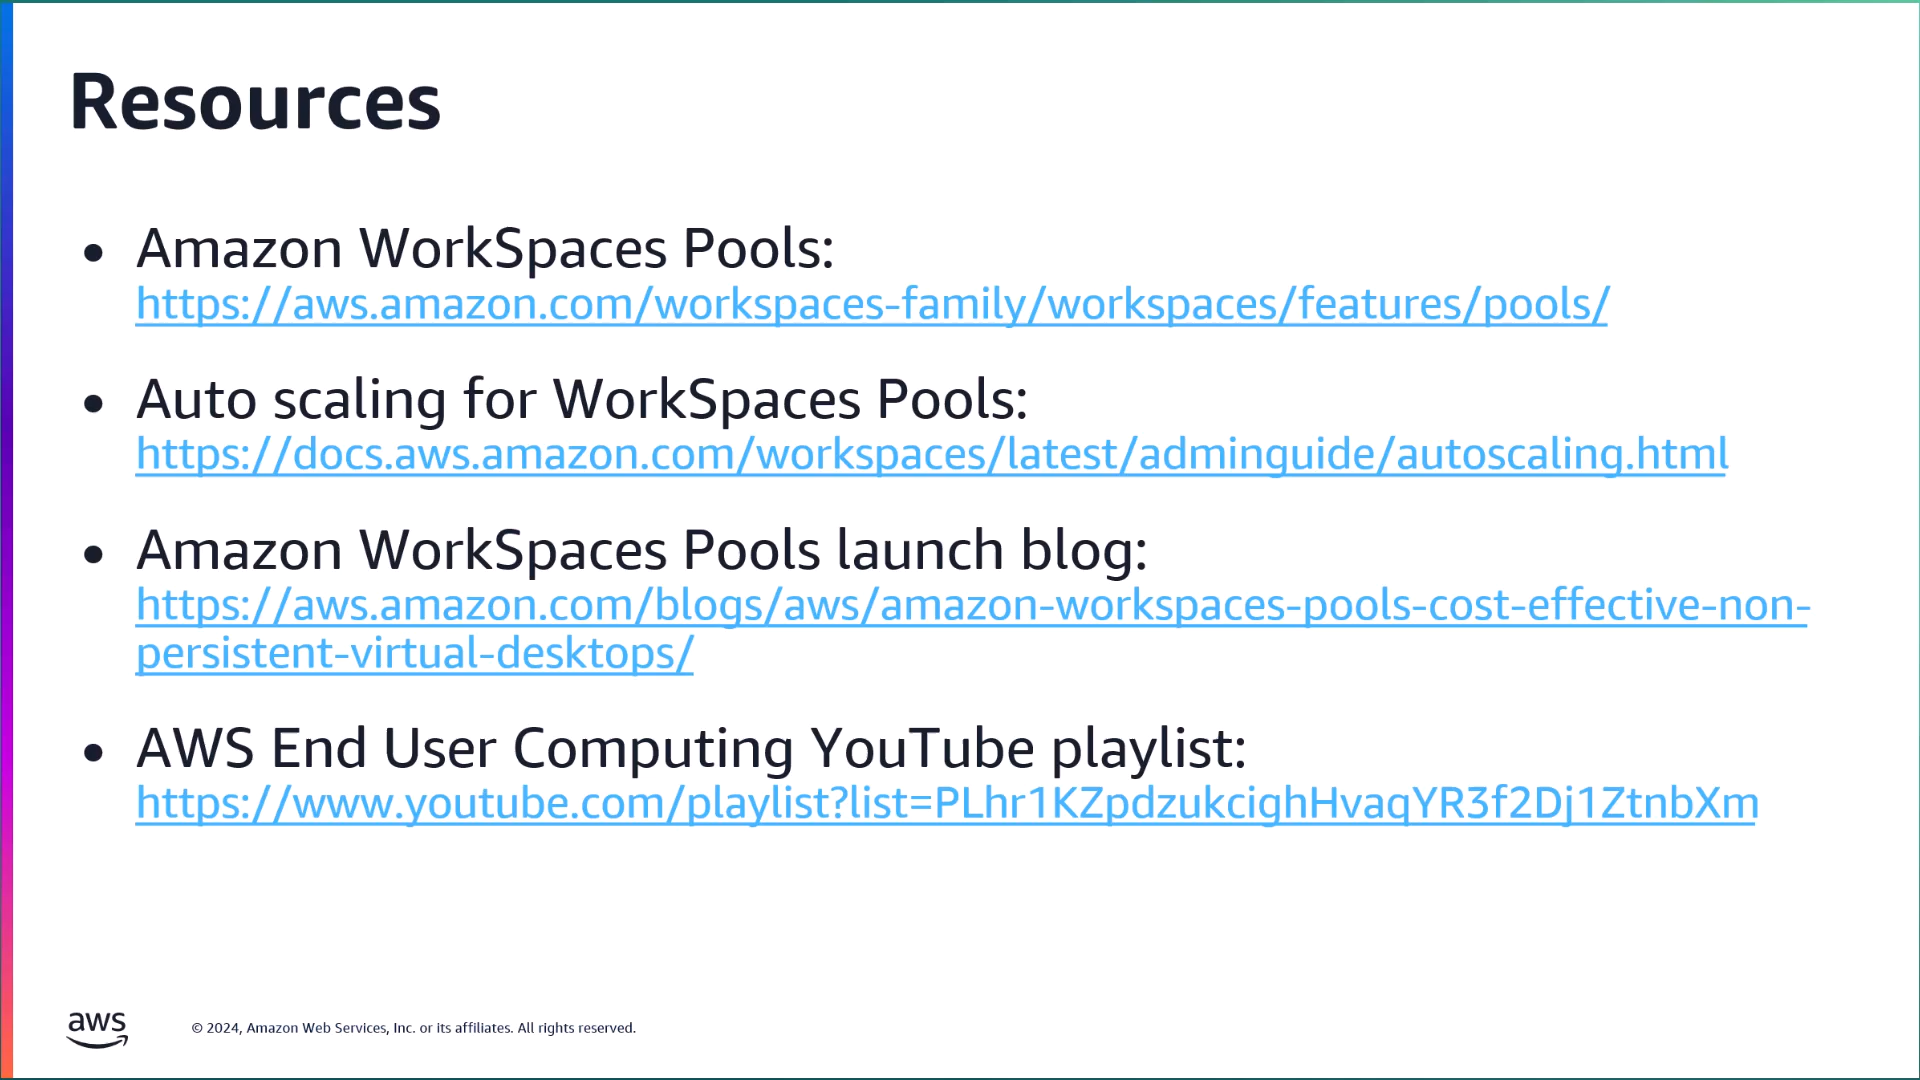 Resources
• Amazon WorkSpaces Pools:
https://aws.amazon.com/workspaces-family/workspaces/features/pools/
• Auto scaling for WorkSpaces Pools:
https://docs.aws.amazon.com/workspaces/latest/adminguide/autoscaling.html
• Amazon WorkSpaces Pools launch blog:
https://aws.amazon.com/blogs/aws/amazon-workspaces-pools-cost-effective-non-
persistent-virtual-desktops/
• AWS End User Computing YouTube playlist:
https://www.youtube.com/playlist?list=PLhr1KZpdzukcighHvaqYR3f2Dj1ZtnbXm
aws
© 2024, Amazon Web Services, Inc. or its affiliates. All rights reserved.